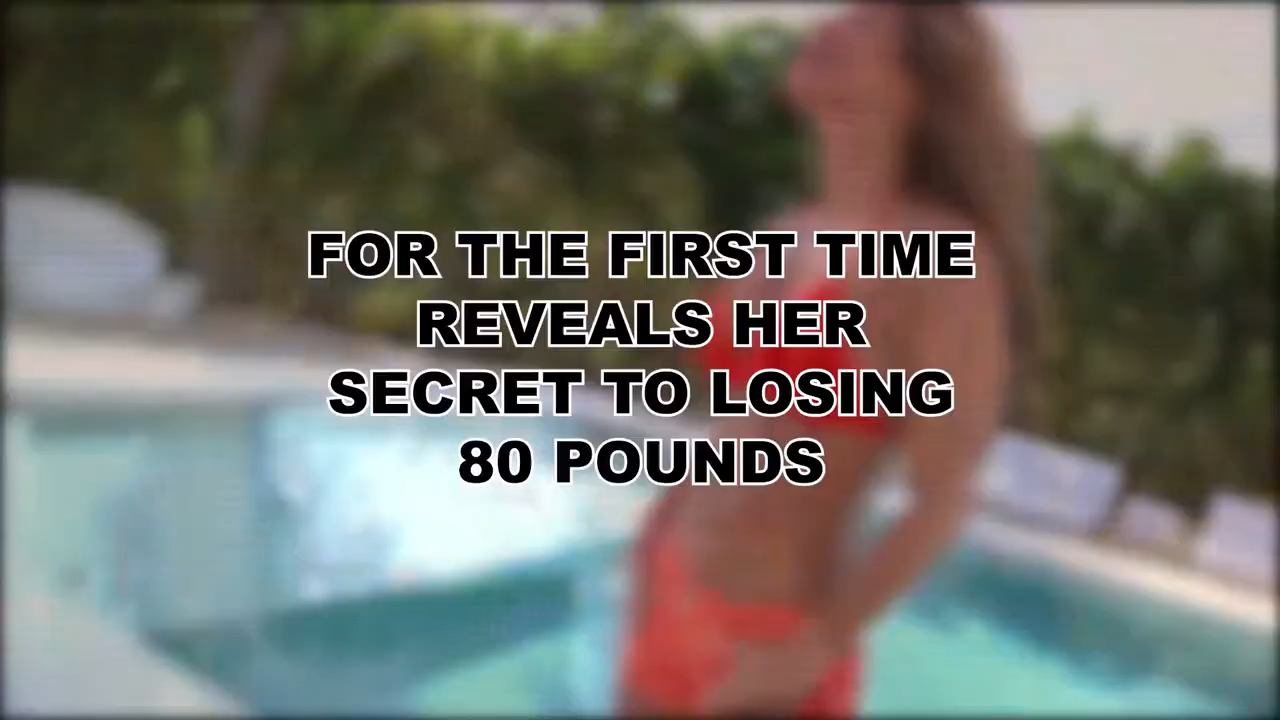 FOR THE FIRST TIME
REVEALS HER
SECRET TO LOSING
80 POUNDS